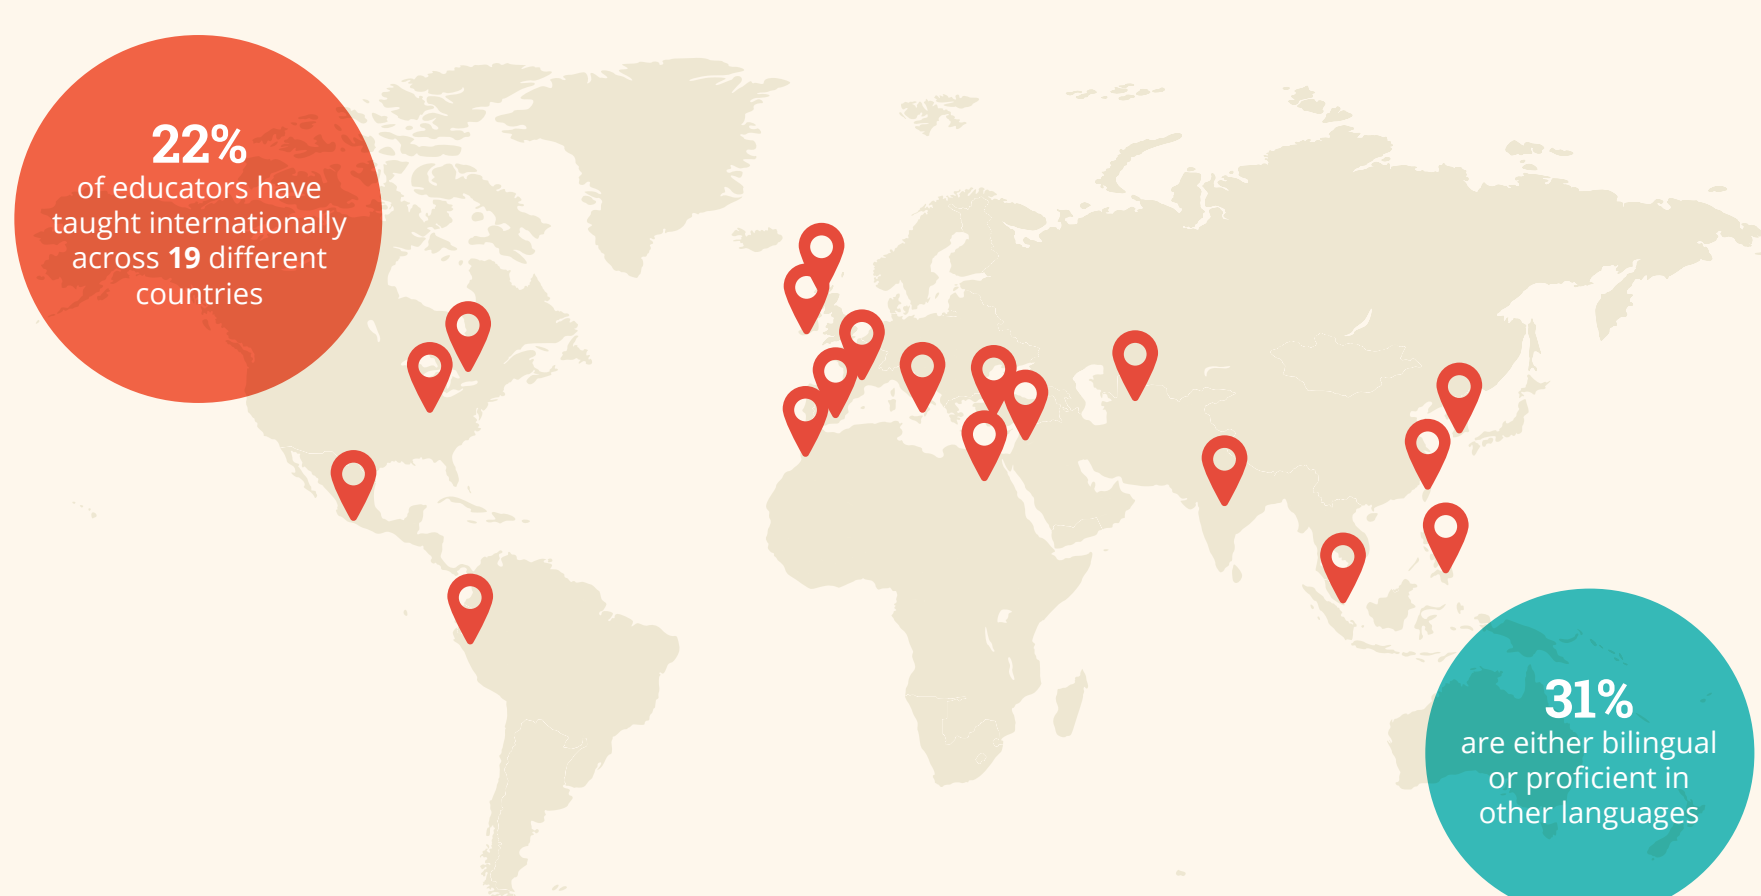 22%
of educators have
taught internationally
across 19 different
countries
31%
are either bilingual
or proficient in
other languages